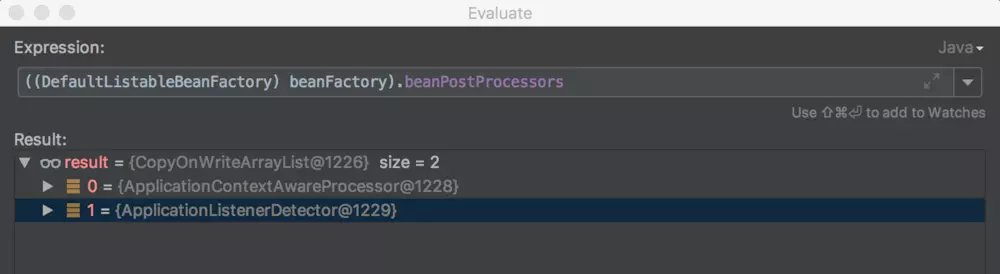 Evaluate
Expression:
Java
((DefaultListableBeanFactory) beanFactory).beanPostProcessors
Use ⇧⌘⏎ to add to Watches
Result:
result = {CopyOnWriteArrayList@1226} size = 2
0 = {ApplicationContextAwareProcessor@1228}
1 = {ApplicationListenerDetector@1229}